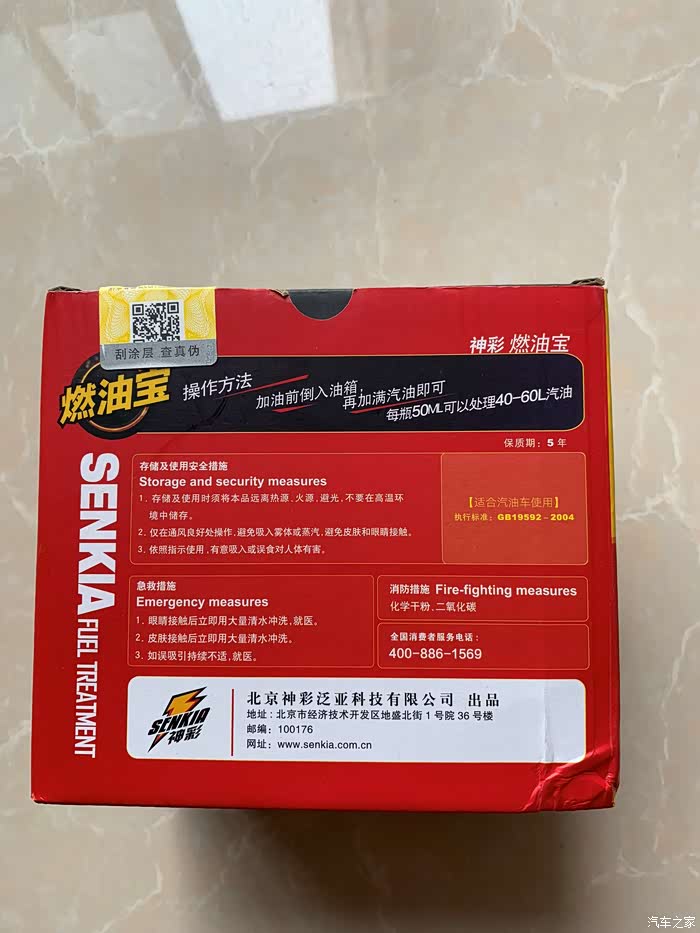 刮涂层 查真伪
神彩 燃油宝
燃油宝
操作方法
加油前倒入油箱，
再加满汽油即可
每瓶50ML可以处理40-60L汽油
保质期：5 年
SENKIA FUEL TREATMENT
存储及使用安全措施
Storage and security measures
1. 存储及使用时须将本品远离热源、火源，避光，不要在高温环
境中储存。
2. 仅在通风良好处操作，避免吸入雾体或蒸汽，避免皮肤和眼睛接触。
3. 依照指示使用，有意吸入或误食对人体有害。
【适合汽油车使用】
执行标准：GB19592－2004
急救措施
Emergency measures
1. 眼睛接触后立即用大量清水冲洗，就医。
2. 皮肤接触后立即用大量清水冲洗。
3. 如误吸引持续不适，就医。
消防措施 Fire-fighting measures
化学干粉、二氧化碳
全国消费者服务电话：
400-886-1569
SENKIA
神彩
北京神彩泛亚科技有限公司 出品
地址：北京市经济技术开发区地盛北街 1 号院 36 号楼
邮编：100176
网址：www.senkia.com.cn
汽车之家